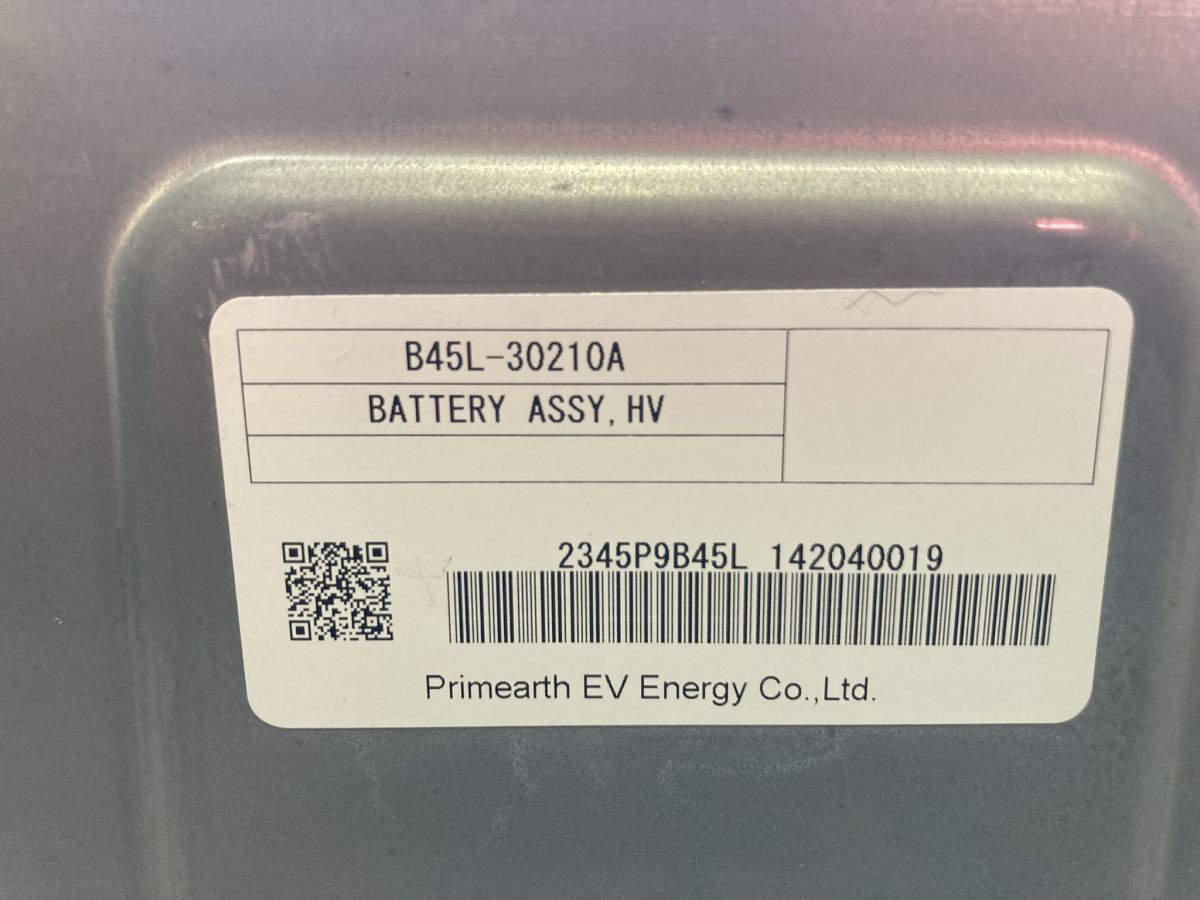 B45L-30210A
BATTERY ASSY,HV
2345P9B45L 142040019
Primearth EV Energy Co.,Ltd.